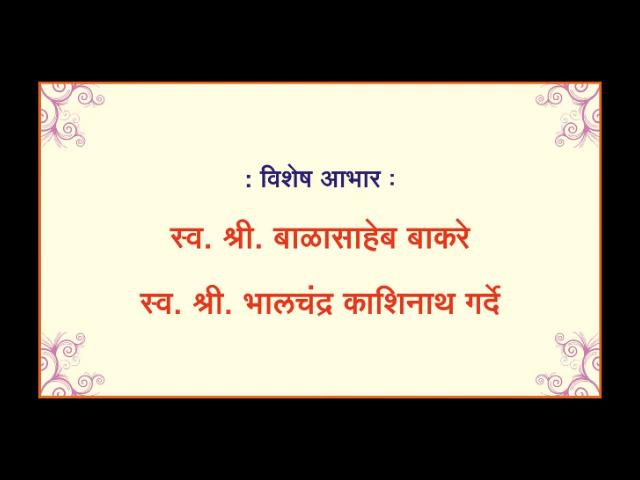 : विशेष आभार :
स्व. श्री. बाळासाहेब बाकरे
स्व. श्री. भालचंद्र काशिनाथ गर्दे